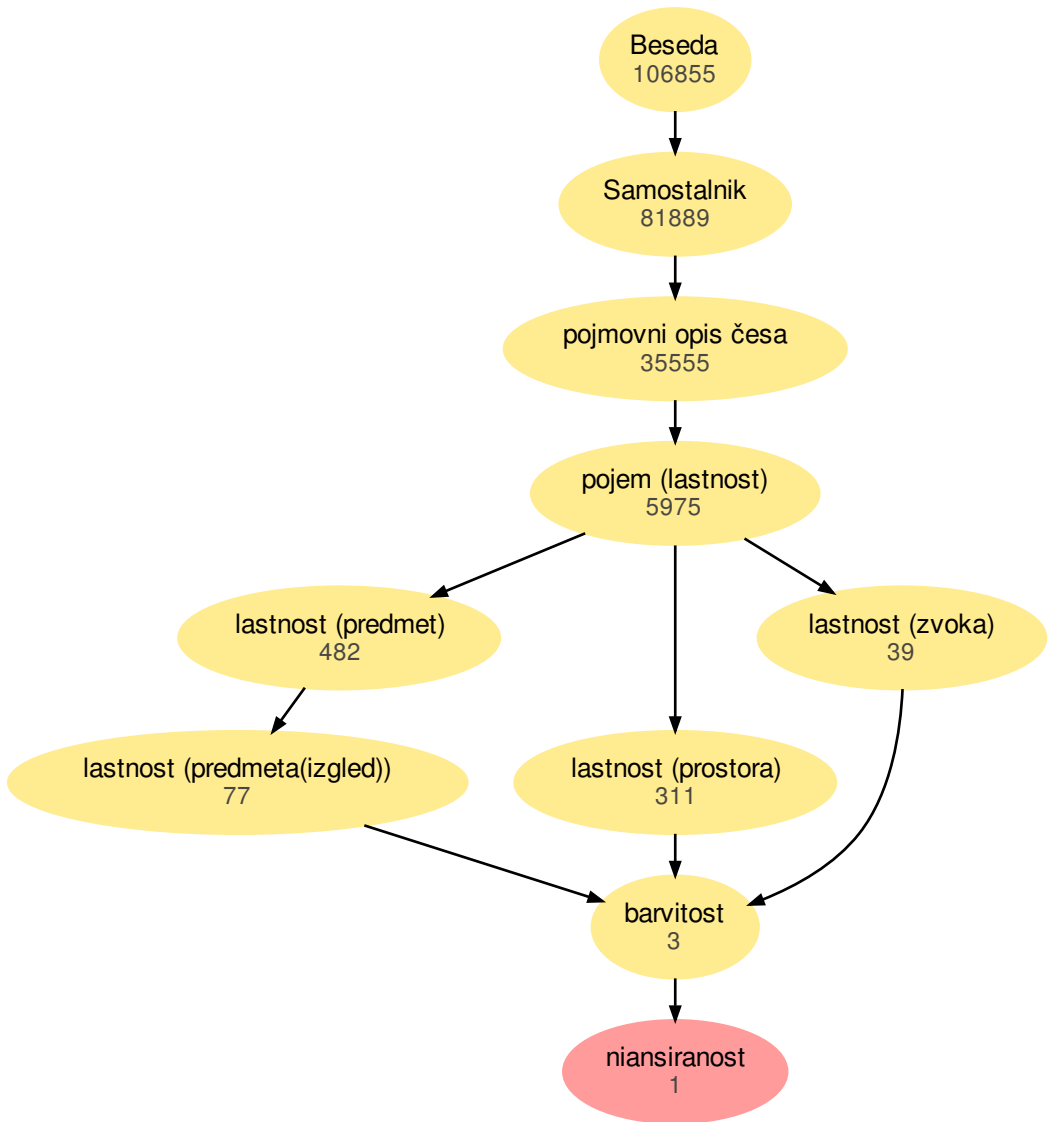 Beseda
106855
Samostalnik
81889
pojmovni opis česa
35555
pojem (lastnost)
5975
lastnost (predmet)
482
lastnost (zvoka)
39
lastnost (predmeta(izgled))
77
lastnost (prostora)
311
barvitost
3
niansiranost
1